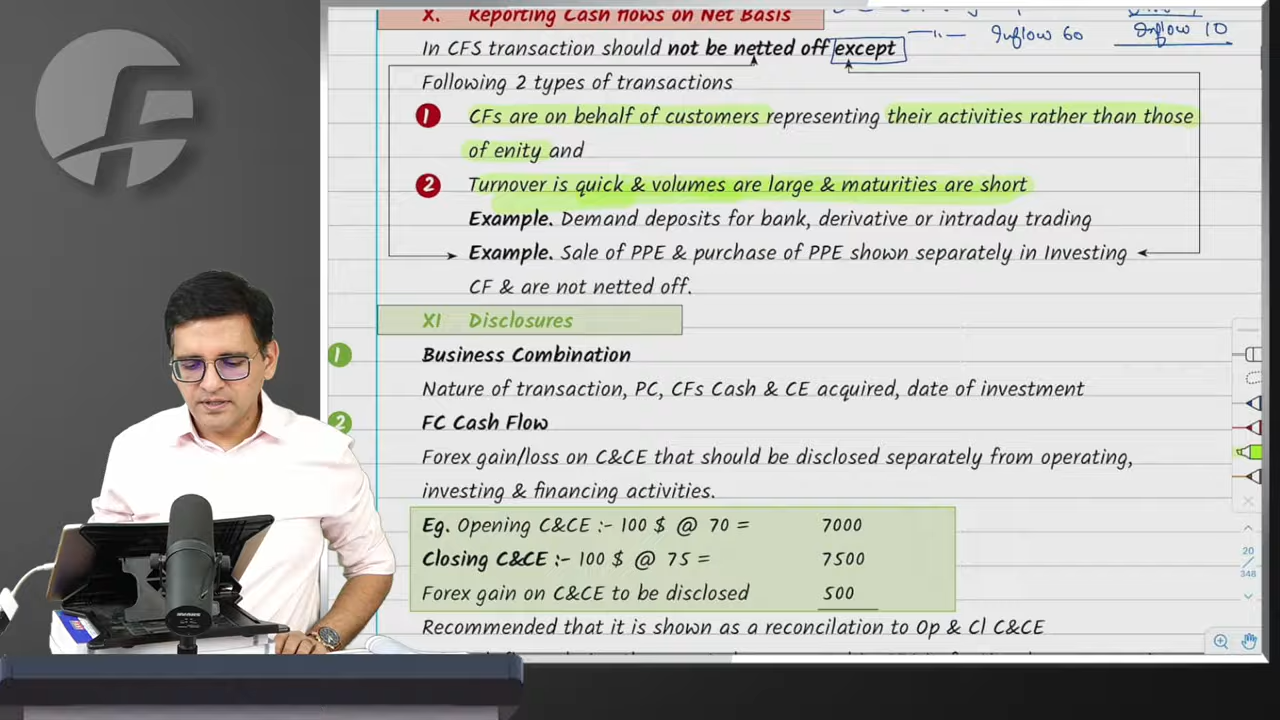 X. Reporting Cash flows on Net Basis
Inflow 60
Inflow 10
In CFS transaction should not be netted off except
Following 2 types of transactions
1 CFs are on behalf of customers representing their activities rather than those
of enity and
2 Turnover is quick & volumes are large & maturities are short
Example. Demand deposits for bank, derivative or intraday trading
Example. Sale of PPE & purchase of PPE shown separately in Investing
CF & are not netted off.
XI Disclosures
1 Business Combination
Nature of transaction, PC, CFs Cash & CE acquired, date of investment
2 FC Cash Flow
Forex gain/loss on C&CE that should be disclosed separately from operating,
investing & financing activities.
Eg. Opening C&CE :- 100 $ @ 70 = 7000
Closing C&CE :- 100 $ @ 75 = 7500
Forex gain on C&CE to be disclosed 500
Recommended that it is shown as a reconcilation to Op & Cl C&CE
20
/
348